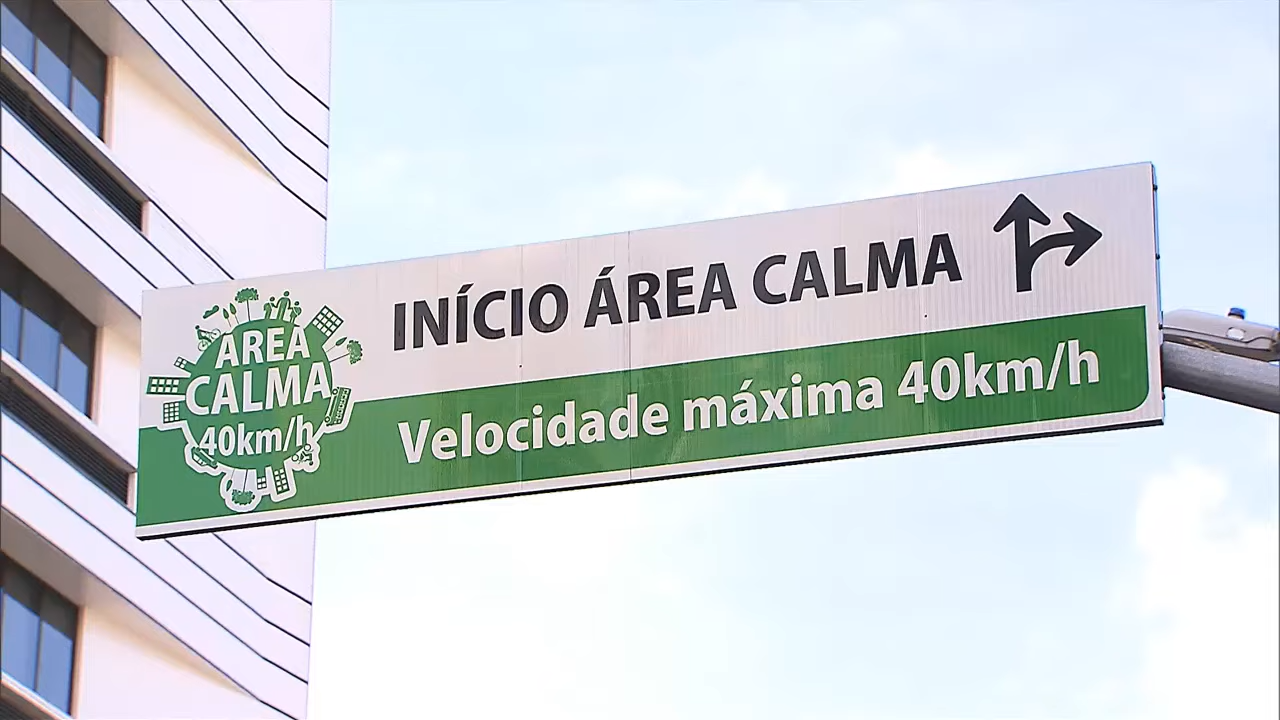 ÁREA
CALMA
40km/h
INÍCIO ÁREA CALMA
Velocidade máxima 40km/h